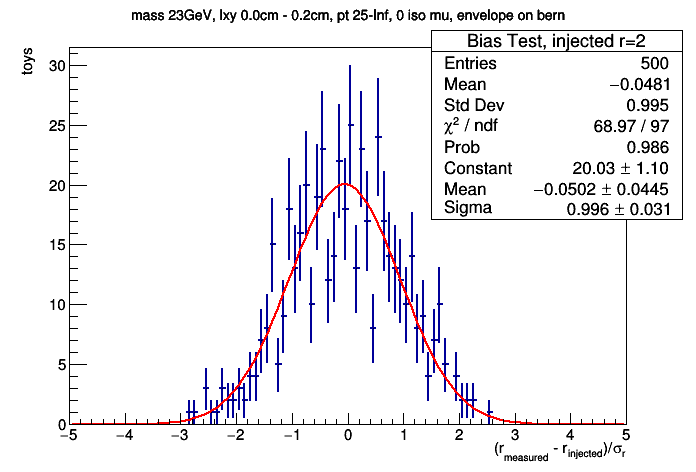 mass 23GeV, lxy 0.0cm - 0.2cm, pt 25-Inf, 0 iso mu, envelope on bern
toys
Bias Test, injected r=2
Entries 500
Mean −0.0481
Std Dev 0.995
χ² / ndf 68.97 / 97
Prob 0.986
Constant 20.03 ± 1.10
Mean −0.0502 ± 0.0445
Sigma 0.996 ± 0.031
30
25
20
15
10
5
0
−5 −4 −3 −2 −1 0 1 2 3 4 5
(r_measured - r_injected)/σ_r